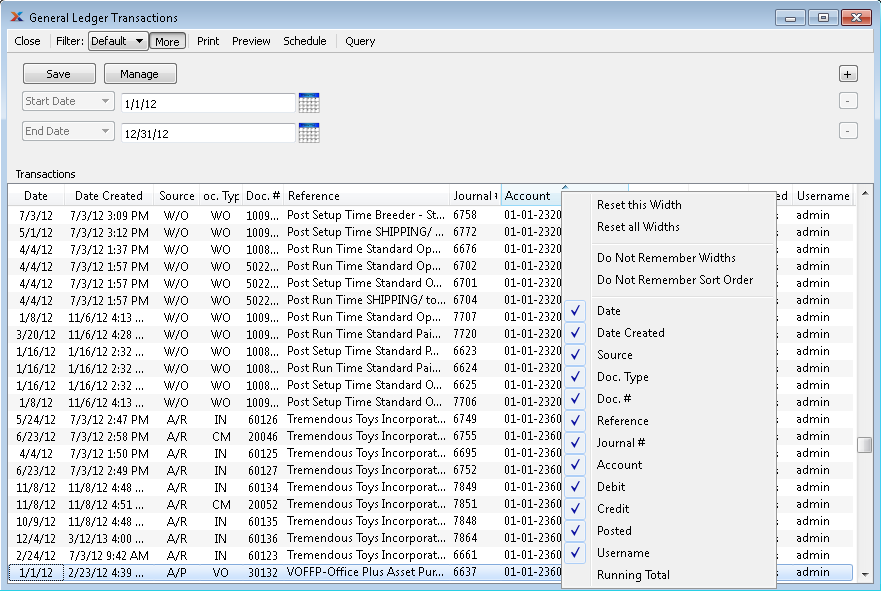 General Ledger Transactions
Close Filter: Default More Print Preview Schedule Query
Save Manage +
Start Date 1/1/12 -
End Date 12/31/12 -
Transactions
Date Date Created Source oc. Typ Doc. # Reference Journal Account ed Username
7/3/12 7/3/12 3:09 PM W/O WO 1009... Post Setup Time Breeder - St... 6758 01-01-2320 admin
5/1/12 7/3/12 3:12 PM W/O WO 1009... Post Setup Time SHIPPING/ ... 6772 01-01-2320 admin
4/4/12 7/3/12 1:37 PM W/O WO 1008... Post Run Time Standard Op... 6676 01-01-2320 admin
4/4/12 7/3/12 1:57 PM W/O WO 5022... Post Run Time Standard Op... 6702 01-01-2320 admin
4/4/12 7/3/12 1:57 PM W/O WO 5022... Post Setup Time Standard O... 6701 01-01-2320 admin
4/4/12 7/3/12 1:57 PM W/O WO 5022... Post Run Time SHIPPING/ to... 6704 01-01-2320 admin
1/8/12 11/6/12 4:13 ... W/O WO 1009... Post Run Time Standard Op... 7707 01-01-2320 admin
3/20/12 11/6/12 4:28 ... W/O WO 1009... Post Run Time Standard Pai... 7720 01-01-2320 admin
1/16/12 1/16/12 2:32 ... W/O WO 1008... Post Setup Time Standard P... 6623 01-01-2320 admin
1/16/12 1/16/12 2:32 ... W/O WO 1008... Post Run Time Standard Pai... 6624 01-01-2320 admin
1/16/12 1/16/12 2:32 ... W/O WO 1008... Post Setup Time Standard O... 6625 01-01-2320 admin
1/8/12 11/6/12 4:13 ... W/O WO 1009... Post Setup Time Standard O... 7706 01-01-2320 admin
5/24/12 7/3/12 2:47 PM A/R IN 60126 Tremendous Toys Incorporat... 6749 01-01-2360 admin
6/23/12 7/3/12 2:58 PM A/R CM 20046 Tremendous Toys Incorporat... 6755 01-01-2360 admin
4/4/12 7/3/12 1:50 PM A/R IN 60125 Tremendous Toys Incorporat... 6695 01-01-2360 admin
6/23/12 7/3/12 2:49 PM A/R IN 60127 Tremendous Toys Incorporat... 6752 01-01-2360 admin
11/8/12 11/8/12 4:48 ... A/R IN 60134 Tremendous Toys Incorporat... 7849 01-01-2360 admin
11/8/12 11/8/12 4:51 ... A/R CM 20052 Tremendous Toys Incorporat... 7851 01-01-2360 admin
10/9/12 11/8/12 4:48 ... A/R IN 60135 Tremendous Toys Incorporat... 7848 01-01-2360 admin
12/4/12 3/12/13 4:00 ... A/R IN 60136 Tremendous Toys Incorporat... 7864 01-01-2360 admin
2/24/12 7/3/12 9:42 AM A/R IN 60123 Tremendous Toys Incorporat... 6661 01-01-2360 admin
1/1/12 2/23/12 4:39 ... A/P VO 30132 VOFFP-Office Plus Asset Pur... 6637 01-01-2360 admin
Reset this Width
Reset all Widths
Do Not Remember Widths
Do Not Remember Sort Order
Date
Date Created
Source
Doc. Type
Doc. #
Reference
Journal #
Account
Debit
Credit
Posted
Username
Running Total